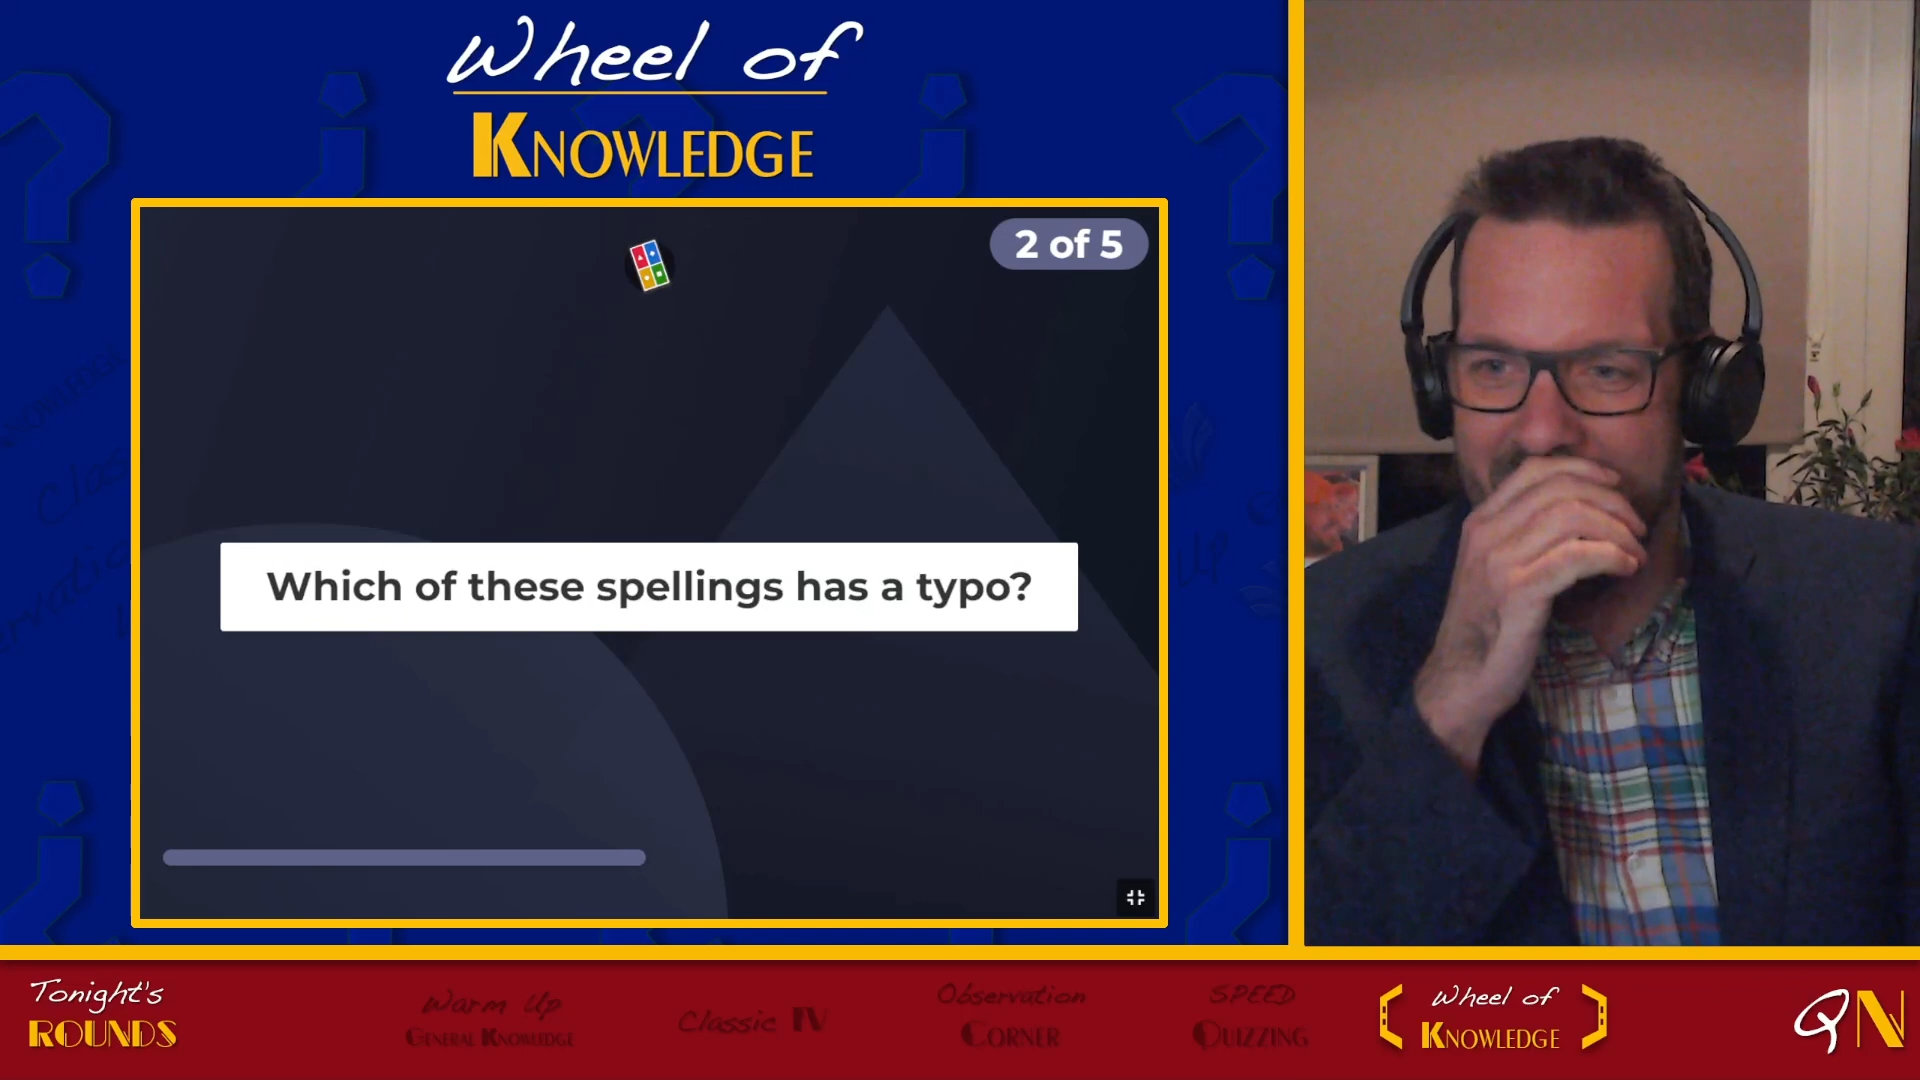 Wheel of
KNOWLEDGE
2 of 5
Which of these spellings has a typo?
Tonight's
ROUNDS
Warm Up
GENERAL KNOWLEDGE
Classic TV
Observation
CORNER
SPEED
QUIZZING
Wheel of
KNOWLEDGE
QN